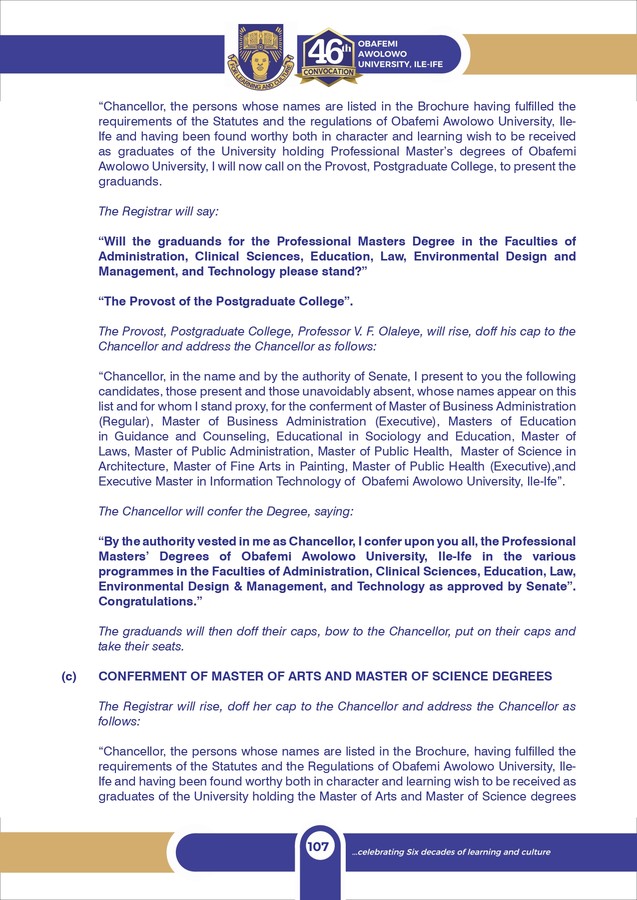 FOR LEARNING AND CULTURE
46th
CONVOCATION
OBAFEMI
AWOLOWO
UNIVERSITY, ILE-IFE
“Chancellor, the persons whose names are listed in the Brochure having fulfilled the
requirements of the Statutes and the regulations of Obafemi Awolowo University, Ile-
Ife and having been found worthy both in character and learning wish to be received
as graduates of the University holding Professional Master’s degrees of Obafemi
Awolowo University, I will now call on the Provost, Postgraduate College, to present the
graduands.
The Registrar will say:
“Will the graduands for the Professional Masters Degree in the Faculties of
Administration, Clinical Sciences, Education, Law, Environmental Design and
Management, and Technology please stand?”
“The Provost of the Postgraduate College”.
The Provost, Postgraduate College, Professor V. F. Olaleye, will rise, doff his cap to the
Chancellor and address the Chancellor as follows:
“Chancellor, in the name and by the authority of Senate, I present to you the following
candidates, those present and those unavoidably absent, whose names appear on this
list and for whom I stand proxy, for the conferment of Master of Business Administration
(Regular), Master of Business Administration (Executive), Masters of Education
in Guidance and Counseling, Educational in Sociology and Education, Master of
Laws, Master of Public Administration, Master of Public Health, Master of Science in
Architecture, Master of Fine Arts in Painting, Master of Public Health (Executive),and
Executive Master in Information Technology of Obafemi Awolowo University, Ile-Ife”.
The Chancellor will confer the Degree, saying:
“By the authority vested in me as Chancellor, I confer upon you all, the Professional
Masters’ Degrees of Obafemi Awolowo University, Ile-Ife in the various
programmes in the Faculties of Administration, Clinical Sciences, Education, Law,
Environmental Design & Management, and Technology as approved by Senate”.
Congratulations.”
The graduands will then doff their caps, bow to the Chancellor, put on their caps and
take their seats.
(c) CONFERMENT OF MASTER OF ARTS AND MASTER OF SCIENCE DEGREES
The Registrar will rise, doff her cap to the Chancellor and address the Chancellor as
follows:
“Chancellor, the persons whose names are listed in the Brochure, having fulfilled the
requirements of the Statutes and the Regulations of Obafemi Awolowo University, Ile-
Ife and having been found worthy both in character and learning wish to be received as
graduates of the University holding the Master of Arts and Master of Science degrees
107
...celebrating Six decades of learning and culture